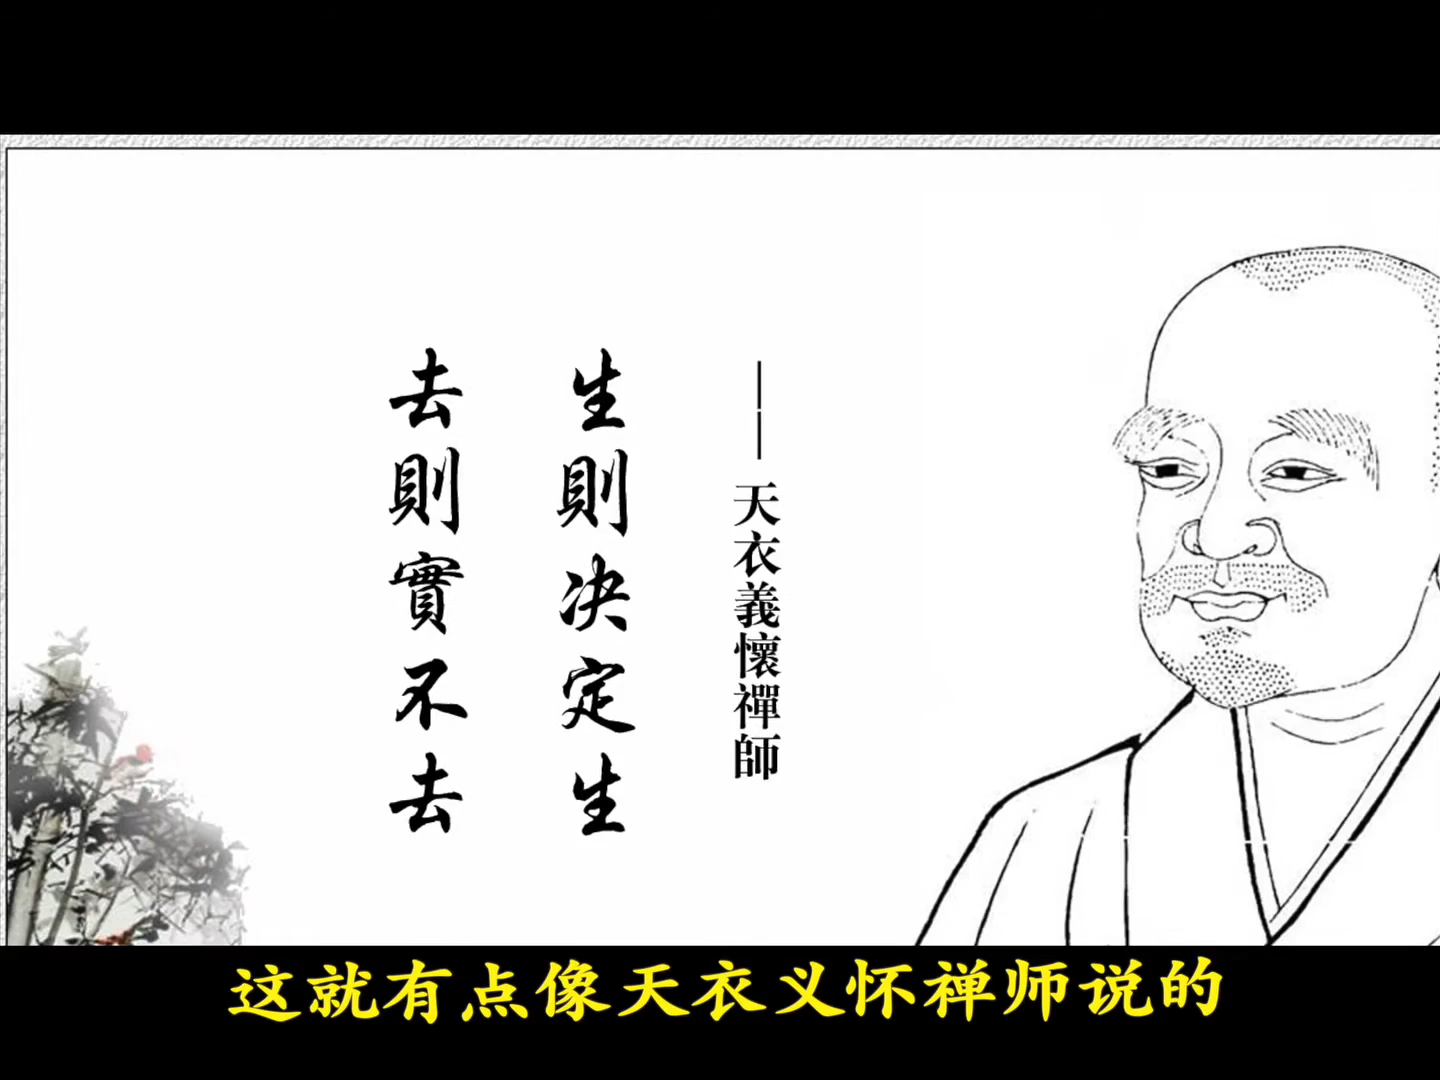 ——天衣義懷禪師
生則决定生
去則實不去
这就有点像天衣义怀禅师说的